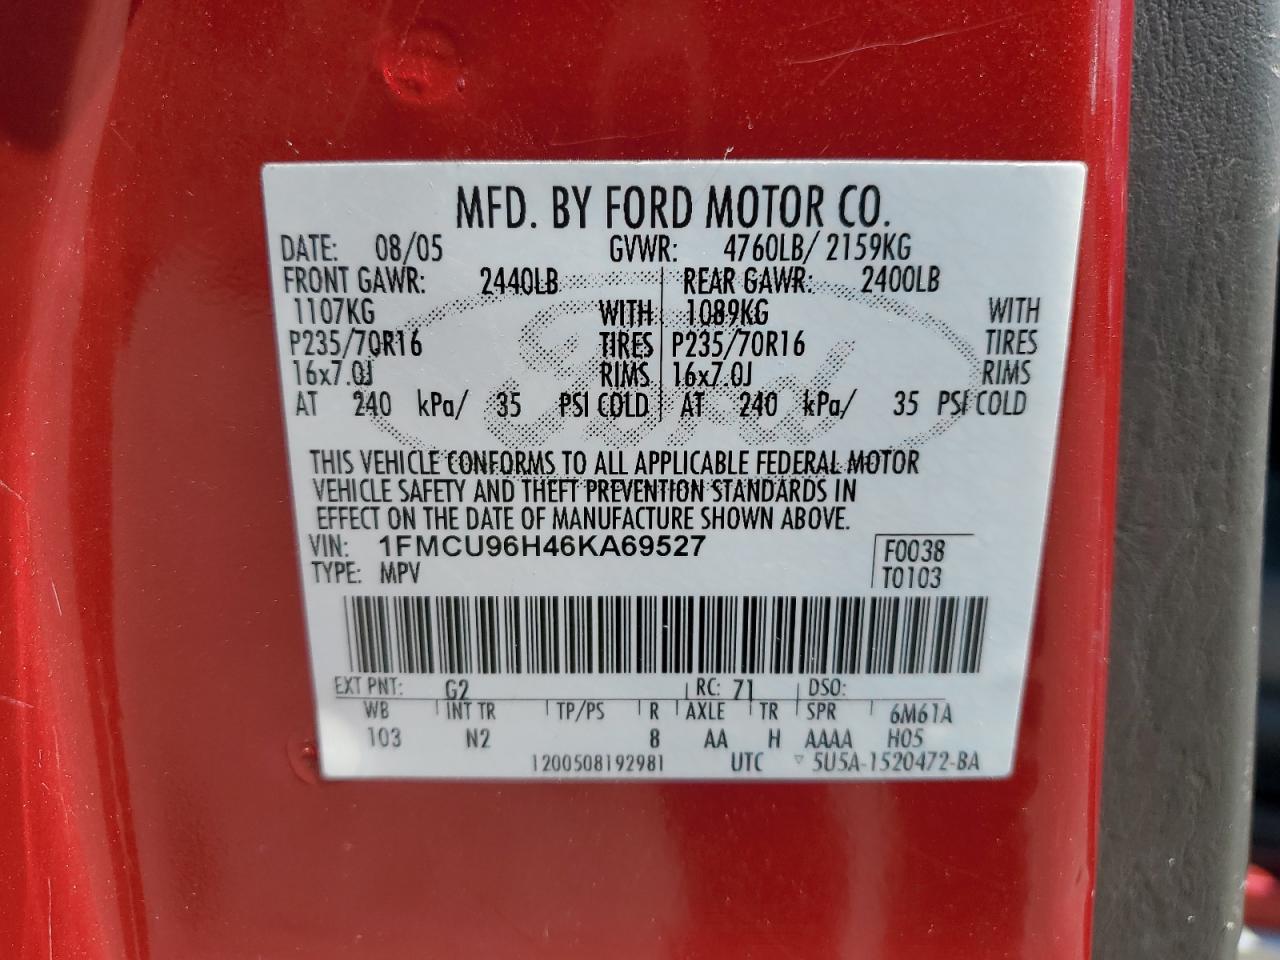 MFD. BY FORD MOTOR CO.
DATE: 08/05 GVWR: 4760LB/ 2159KG
FRONT GAWR: 2440LB REAR GAWR: 2400LB
1107KG WITH 1089KG WITH
P235/70R16 TIRES P235/70R16 TIRES
16x7.0J RIMS 16x7.0J RIMS
AT 240 kPa/ 35 PSI COLD AT 240 kPa/ 35 PSI COLD
Ford
THIS VEHICLE CONFORMS TO ALL APPLICABLE FEDERAL MOTOR
VEHICLE SAFETY AND THEFT PREVENTION STANDARDS IN
EFFECT ON THE DATE OF MANUFACTURE SHOWN ABOVE.
VIN: 1FMCU96H46KA69527 F0038
TYPE: MPV T0103
EXT PNT: G2 RC: 71 DSO:
WB INT TR TP/PS R AXLE TR SPR 6M61A
103 N2 8 AA H AAAA H05
1200508192981 UTC ▽ 5U5A-1520472-BA